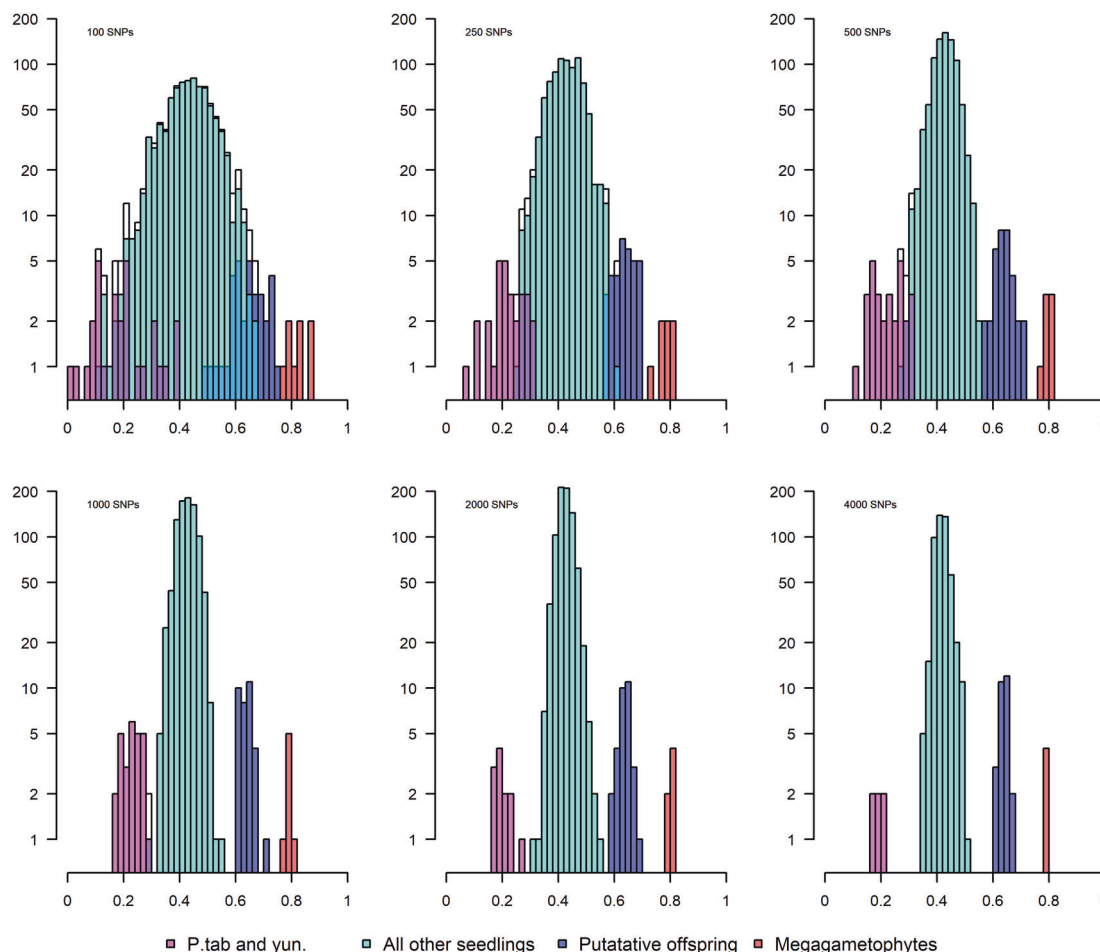 100 SNPs
250 SNPs
500 SNPs
200 200 200
100 100 100
50 50 50
20 20 20
10 10 10
5 5 5
2 2 2
1 1 1
0 0.2 0.4 0.6 0.8 1 0 0.2 0.4 0.6 0.8 1 0 0.2 0.4 0.6 0.8 1
1000 SNPs
2000 SNPs
4000 SNPs
200 200 200
100 100 100
50 50 50
20 20 20
10 10 10
5 5 5
2 2 2
1 1 1
0 0.2 0.4 0.6 0.8 1 0 0.2 0.4 0.6 0.8 1 0 0.2 0.4 0.6 0.8 1
P.tab and yun. All other seedlings Putatative offspring Megagametophytes